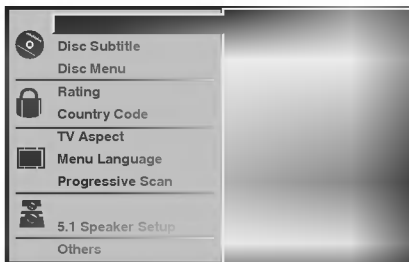 Disc Subtitle
Disc Menu
Rating
Country Code
TV Aspect
Menu Language
Progressive Scan
5.1 Speaker Setup
Others